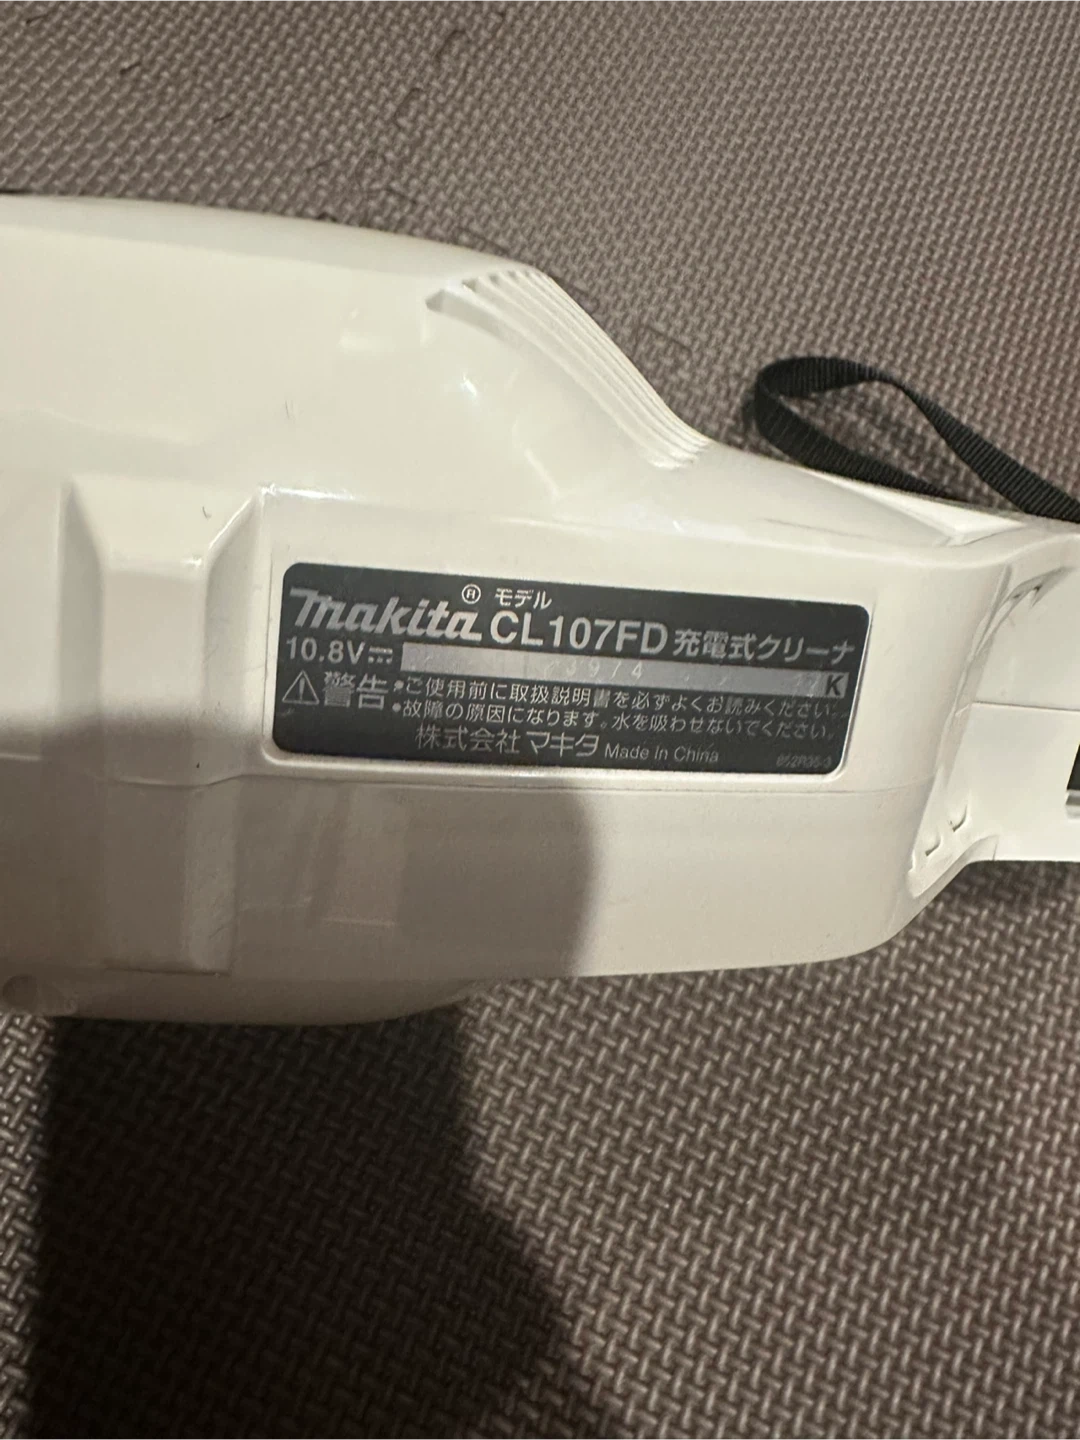 makita® モデル CL107FD 充電式クリーナ
10.8V⎓ K
⚠警告 •ご使用前に取扱説明書を必ずよくお読みください。
•故障の原因になります。水を吸わせないでください。
株式会社マキタ Made in China